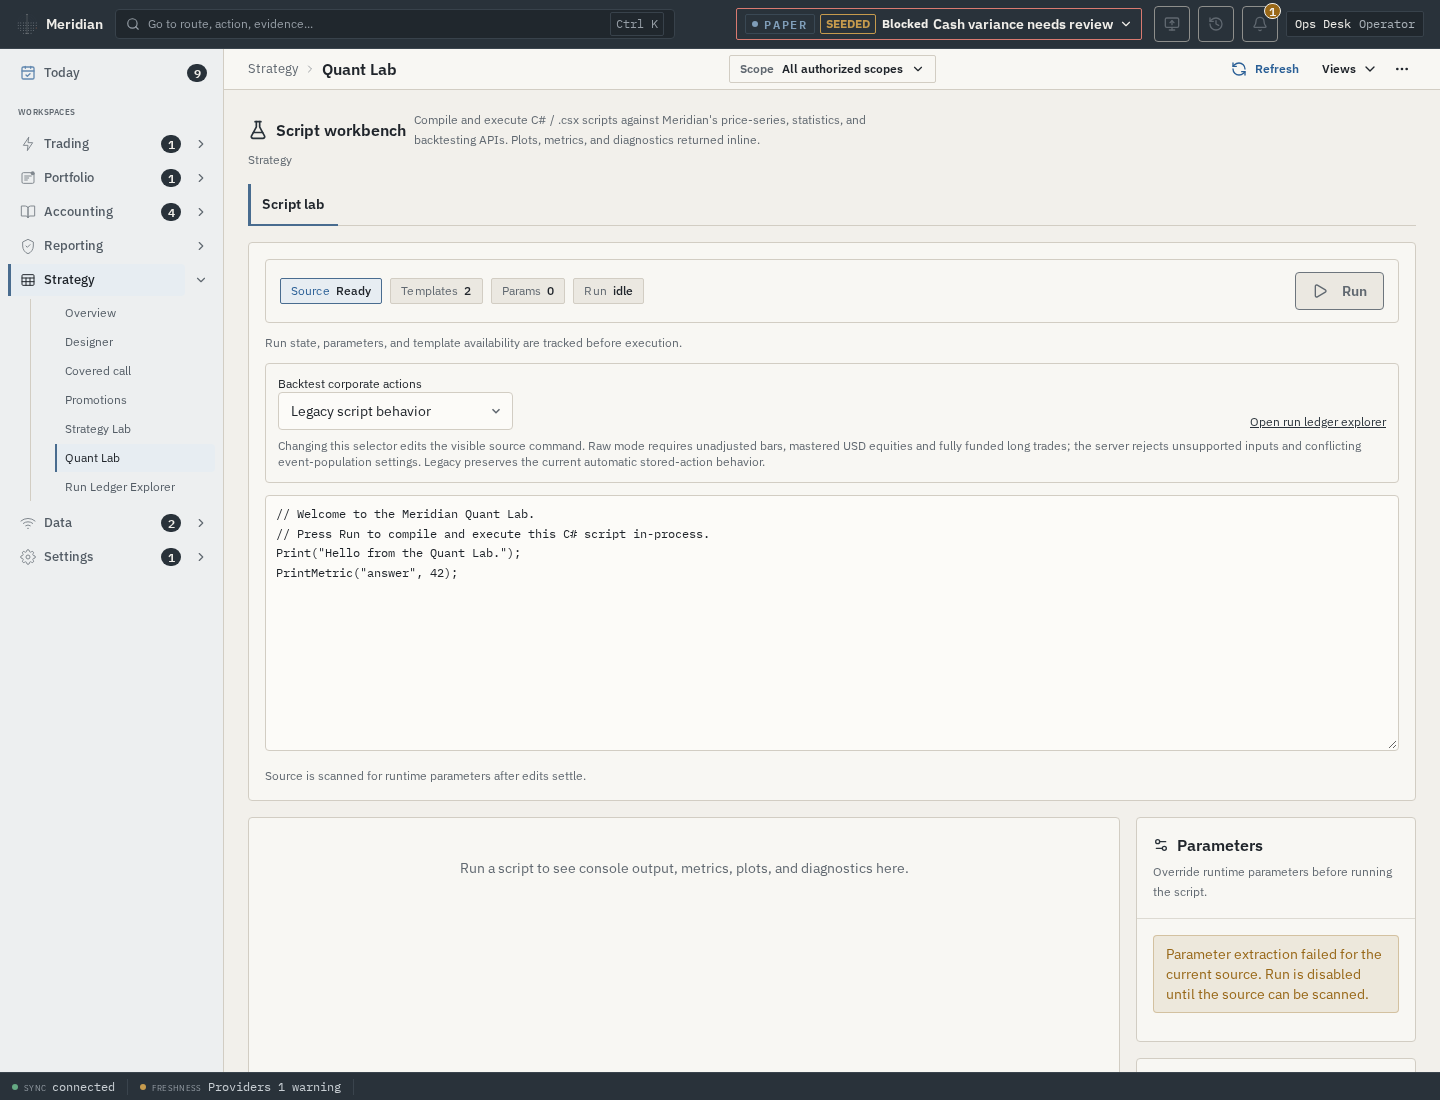 Meridian
Go to route, action, evidence...
Ctrl K
PAPER
SEEDED
Blocked Cash variance needs review
1
Ops Desk Operator
Today
9
WORKSPACES
Trading
1
Portfolio
1
Accounting
4
Reporting
Strategy
Overview
Designer
Covered call
Promotions
Strategy Lab
Quant Lab
Run Ledger Explorer
Data
2
Settings
1
Strategy
Quant Lab
Scope All authorized scopes
Refresh
Views
Script workbench
Compile and execute C# / .csx scripts against Meridian's price-series, statistics, and
backtesting APIs. Plots, metrics, and diagnostics returned inline.
Strategy
Script lab
Source Ready
Templates 2
Params 0
Run idle
Run
Run state, parameters, and template availability are tracked before execution.
Backtest corporate actions
Legacy script behavior
Open run ledger explorer
Changing this selector edits the visible source command. Raw mode requires unadjusted bars, mastered USD equities and fully funded long trades; the server rejects unsupported inputs and conflicting
event-population settings. Legacy preserves the current automatic stored-action behavior.
// Welcome to the Meridian Quant Lab.
// Press Run to compile and execute this C# script in-process.
Print("Hello from the Quant Lab.");
PrintMetric("answer", 42);
Source is scanned for runtime parameters after edits settle.
Run a script to see console output, metrics, plots, and diagnostics here.
Parameters
Override runtime parameters before running
the script.
Parameter extraction failed for the
current source. Run is disabled
until the source can be scanned.
SYNC connected
FRESHNESS Providers 1 warning